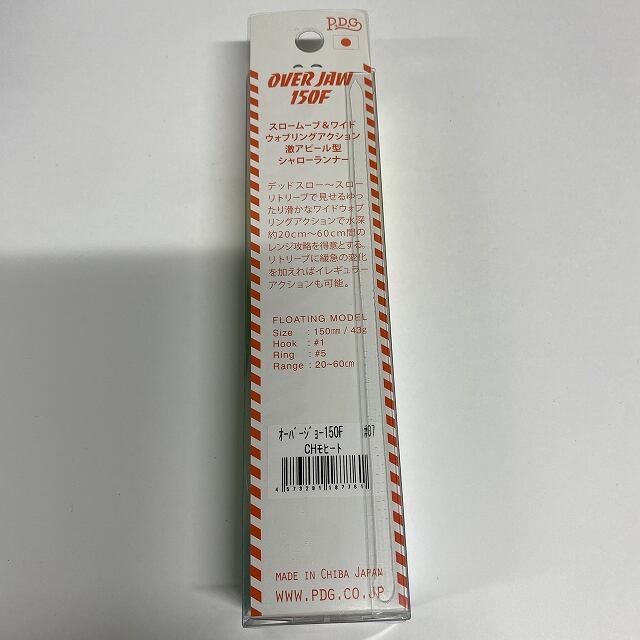 P.D.G
OVER JAW
150F
スロームーブ＆ワイド
ウォブリングアクション
激アピール型
シャローランナー
デッドスロー〜スロー
リトリーブで見せるゆっ
たり滑かなワイドウォブ
リングアクションで水深
約20cm〜60cm間の
レンジ攻略を得意とする。
リトリーブに緩急の変化
を加えればイレギュラー
アクションも可能。
FLOATING MODEL
Size : 150mm / 43g
Hook : #1
Ring : #5
Range : 20~60cm
ｵｰﾊﾞｰｼﾞｮｰ150F #07
CHモヒート
4 573281 187761
MADE IN CHIBA JAPAN
WWW.PDG.CO.JP